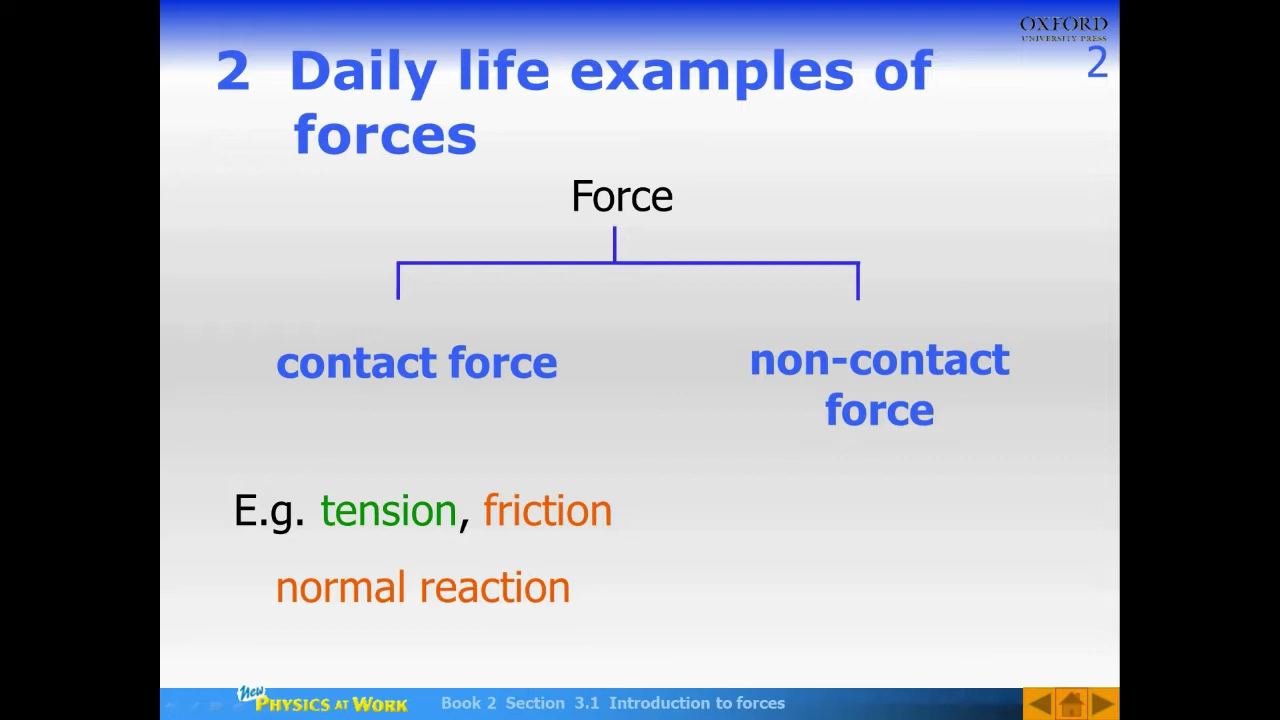 OXFORD
UNIVERSITY PRESS
2
2 Daily life examples of
forces
Force
contact force
non-contact
force
E.g. tension, friction
normal reaction
New
PHYSICS AT WORK
Book 2 Section 3.1 Introduction to forces